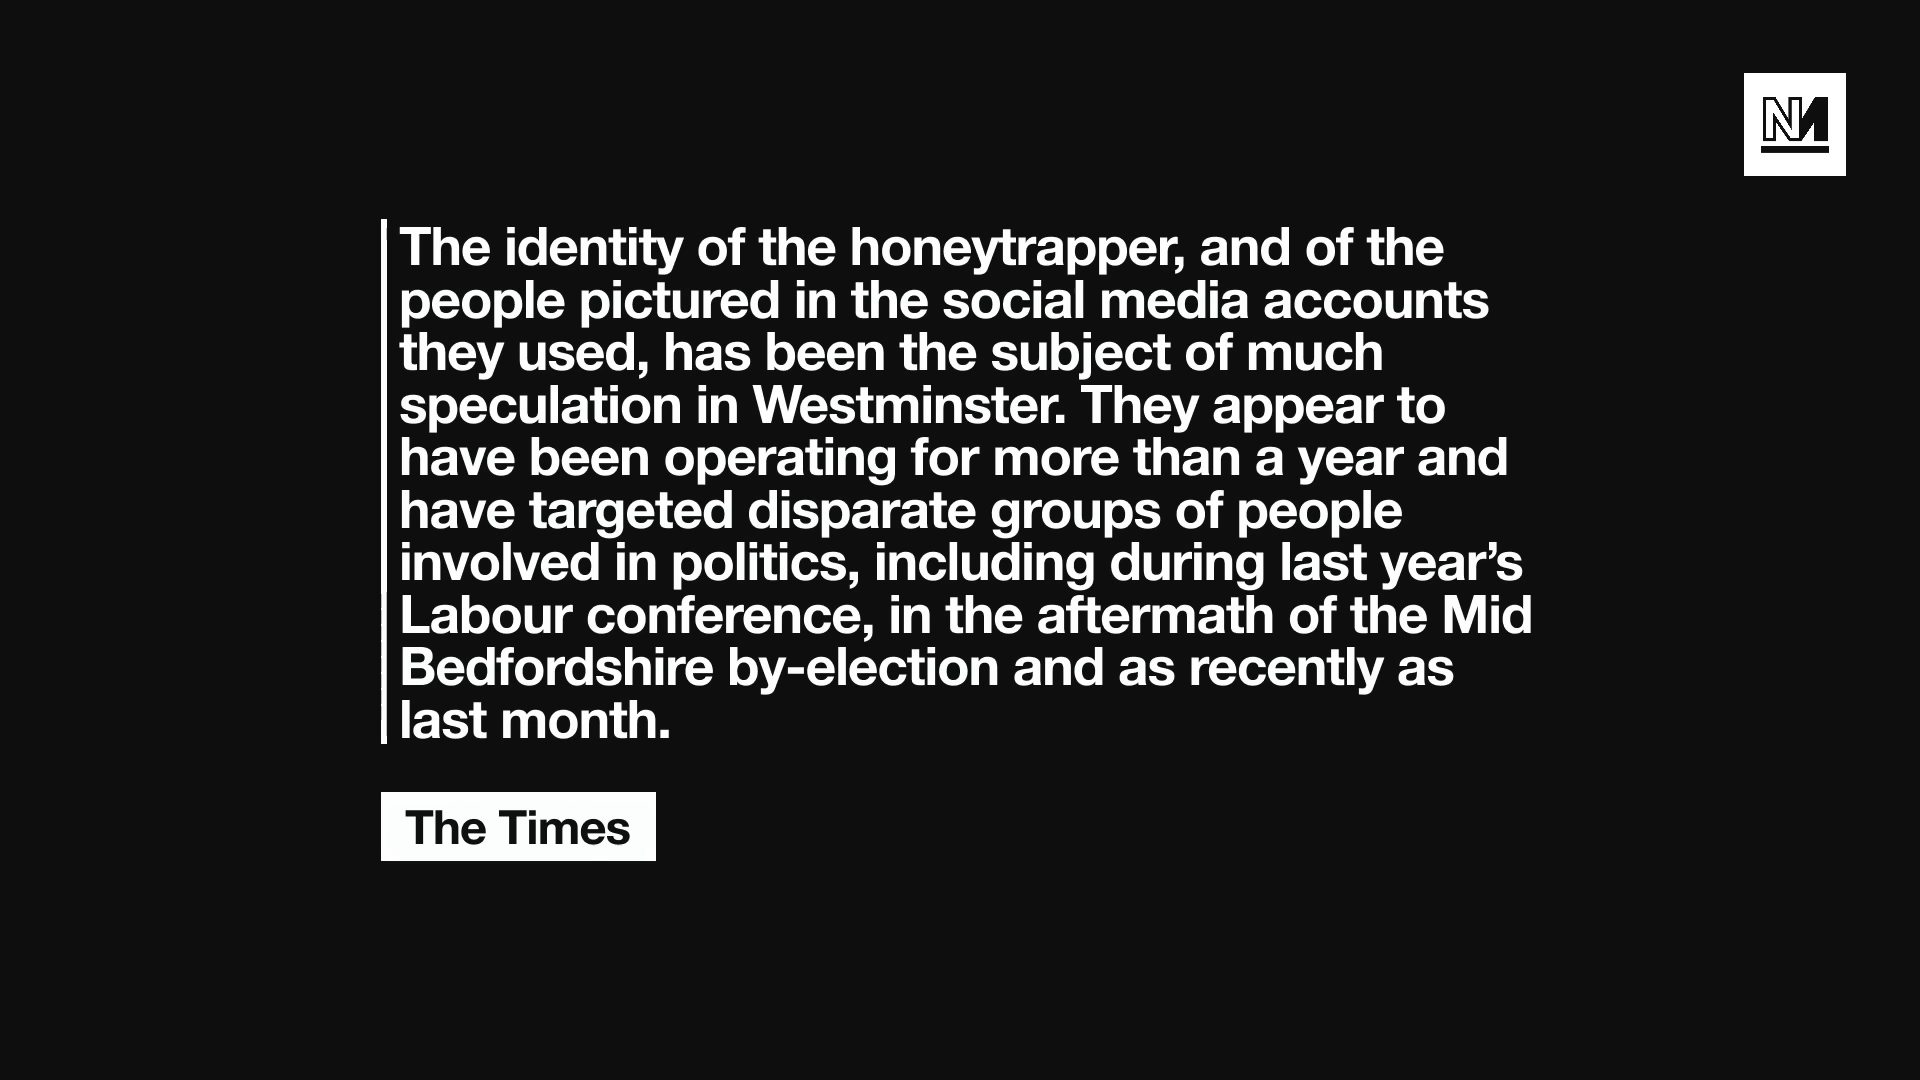 NM
The identity of the honeytrapper, and of the
people pictured in the social media accounts
they used, has been the subject of much
speculation in Westminster. They appear to
have been operating for more than a year and
have targeted disparate groups of people
involved in politics, including during last year’s
Labour conference, in the aftermath of the Mid
Bedfordshire by-election and as recently as
last month.
The Times